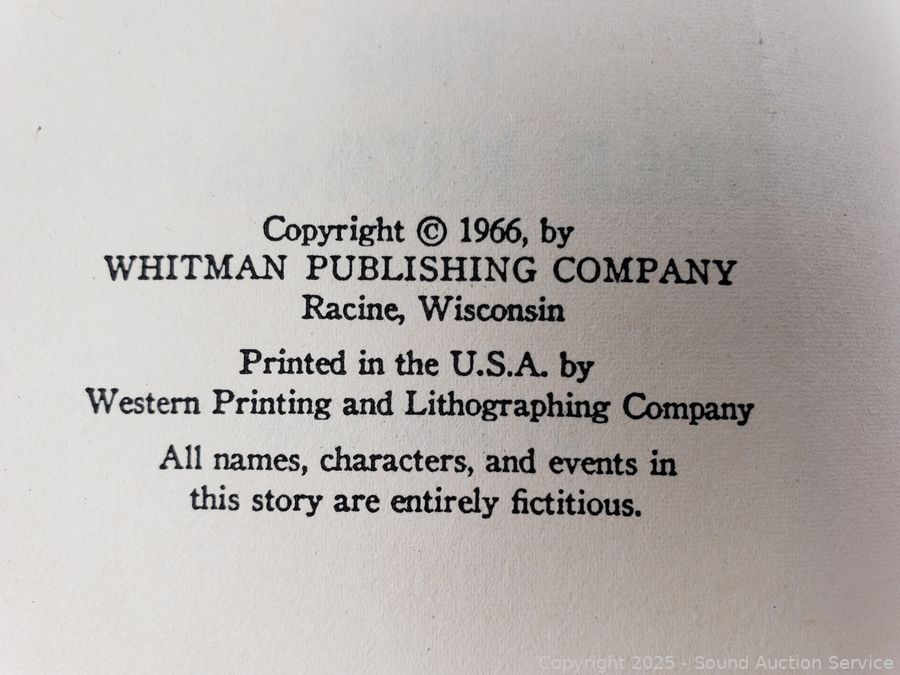 Copyright © 1966, by
WHITMAN PUBLISHING COMPANY
Racine, Wisconsin
Printed in the U.S.A. by
Western Printing and Lithographing Company
All names, characters, and events in
this story are entirely fictitious.
Copyright 2025 - Sound Auction Service